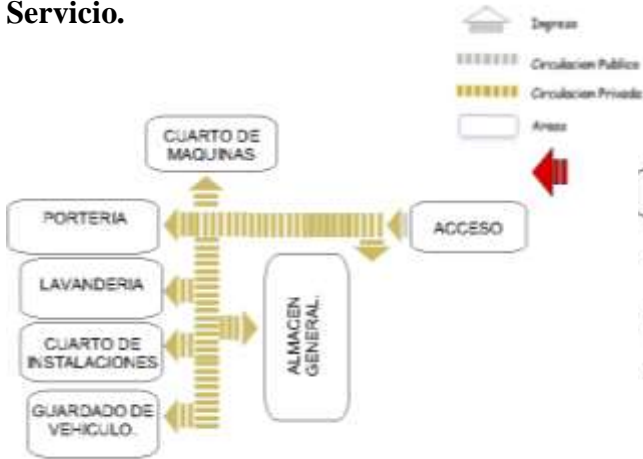 Servicio.
Ingreso
Circulacion Publico
Circulacion Privada
Areas
CUARTO DE
MAQUINAS
PORTERIA
ACCESO
LAVANDERIA
ALMACEN
GENERAL.
CUARTO DE
INSTALACIONES
GUARDADO DE
VEHICULO.